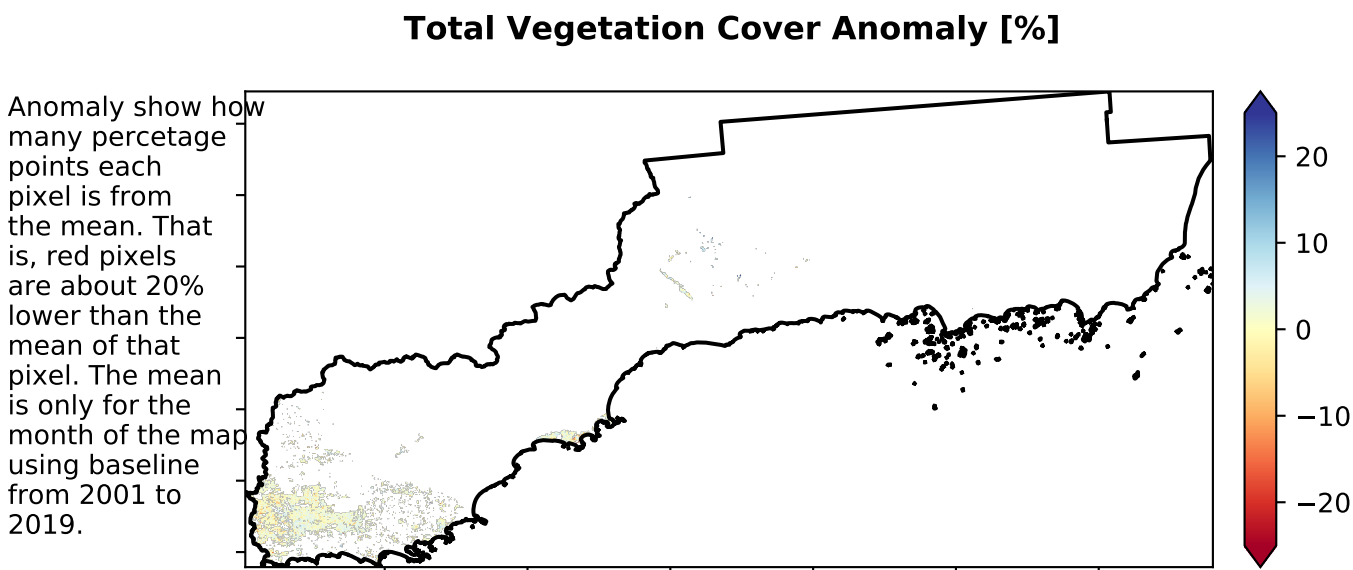 Total Vegetation Cover Anomaly [%]
Anomaly show how
many percetage
points each
pixel is from
the mean. That
is, red pixels
are about 20%
lower than the
mean of that
pixel. The mean
is only for the
month of the map
using baseline
from 2001 to
2019.
20
10
0
−10
−20